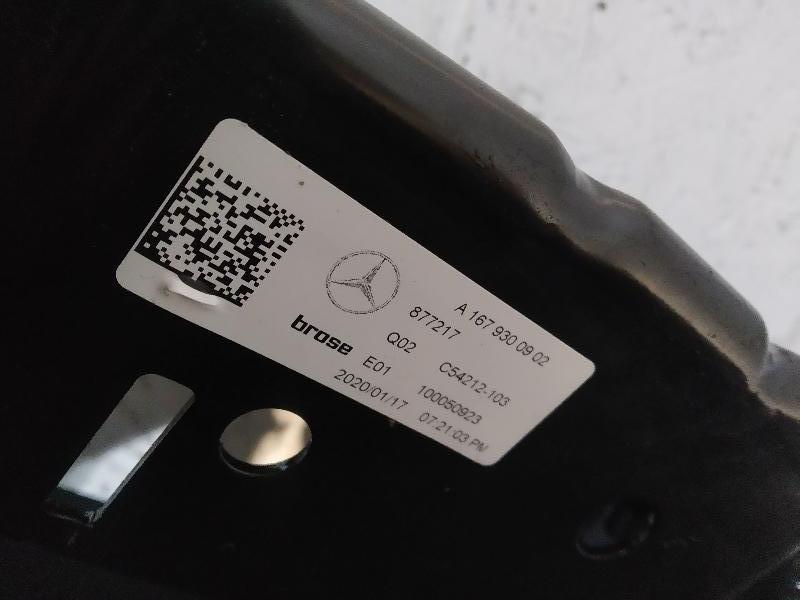 A 167 930 09 02
877217
Q02 C54212-103
brose E01 100050923
2020/01/17 07:21:03 PM